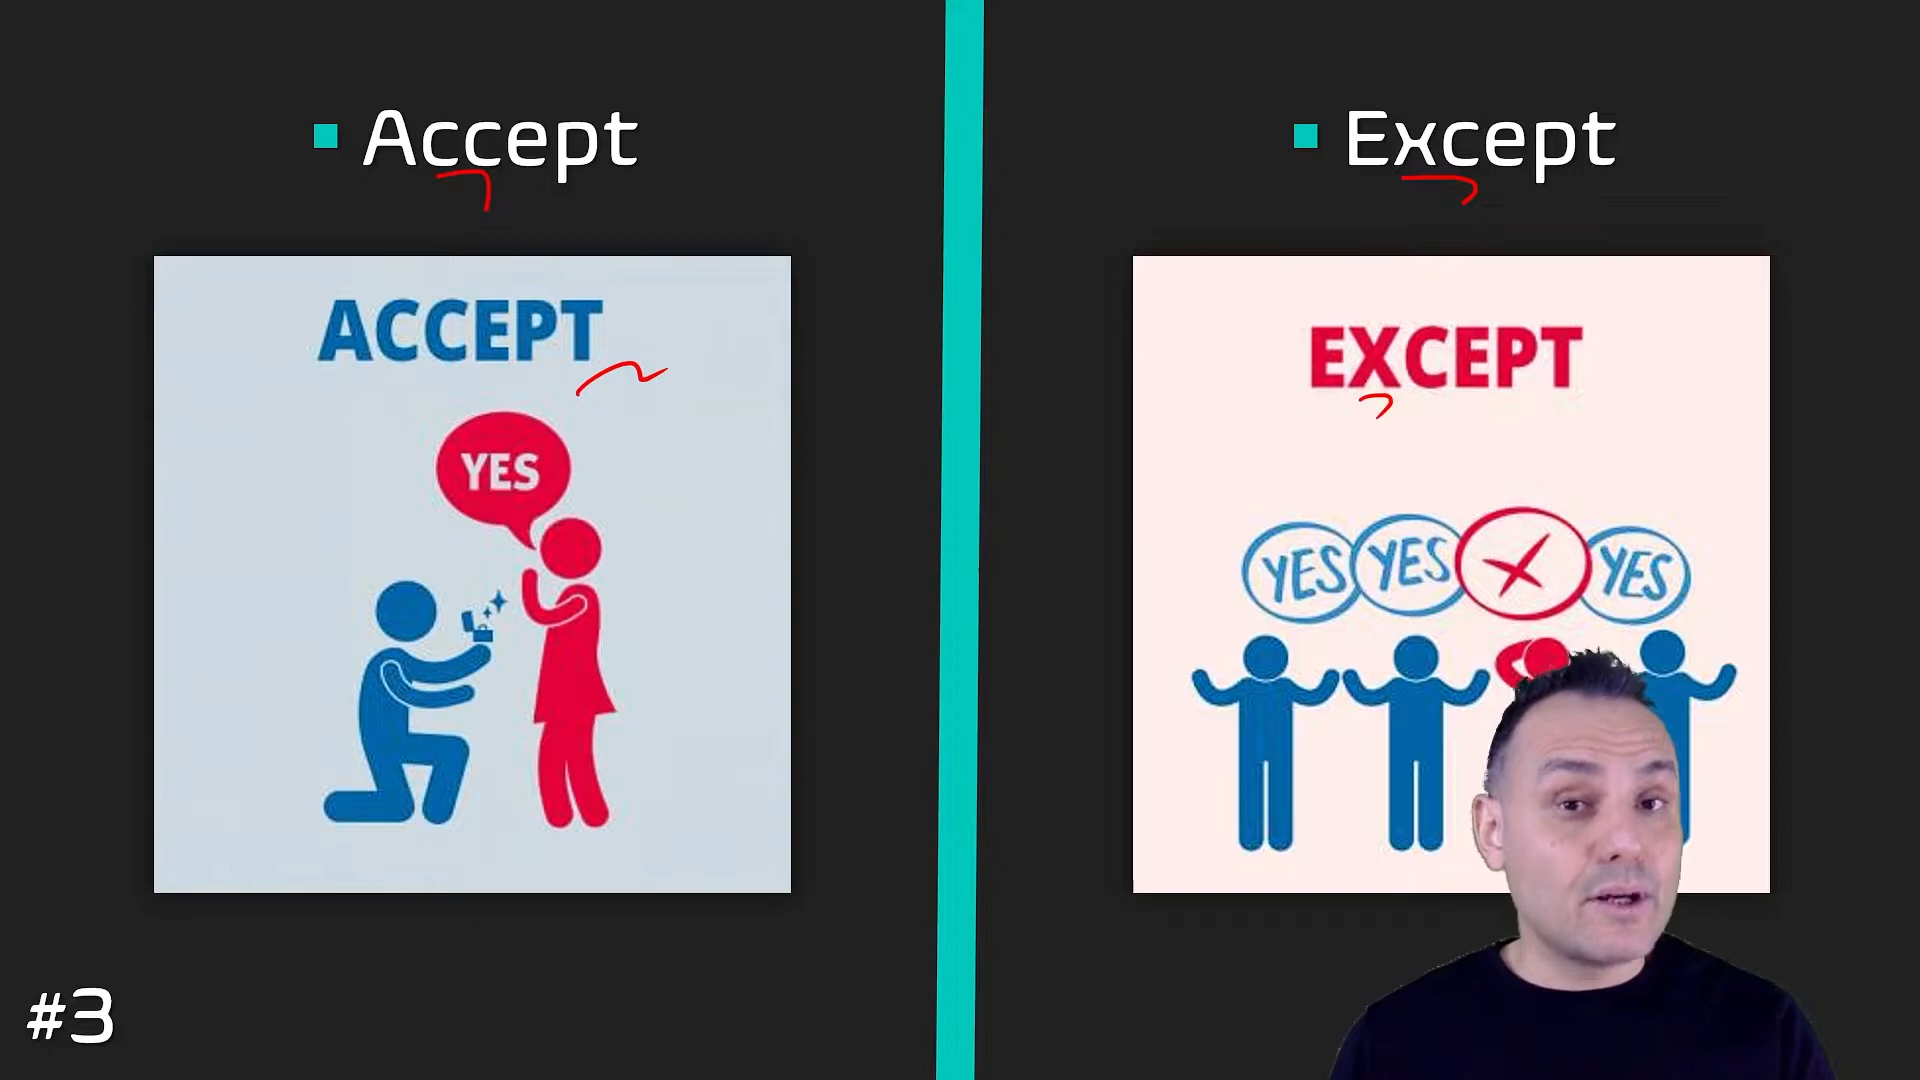 Accept
ACCEPT
YES
Except
EXCEPT
YES YES YES
#3